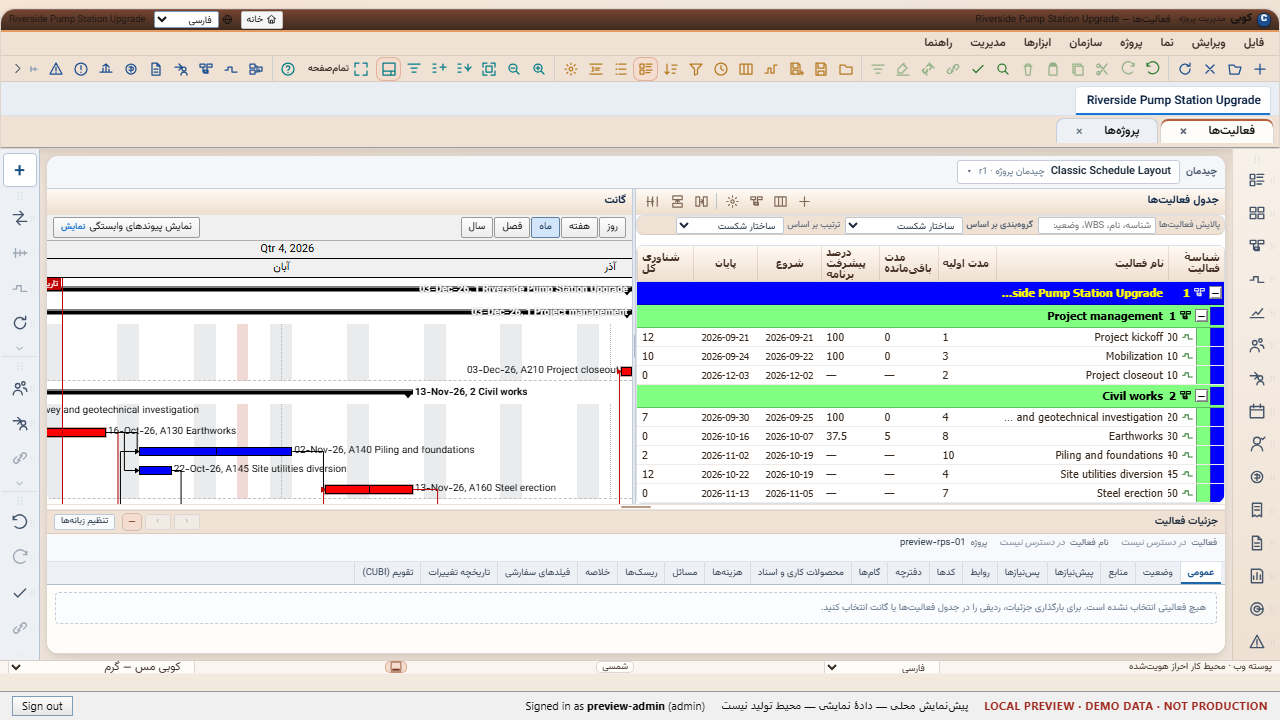 کوبی مدیریت پروژه فعالیت‌ها — Riverside Pump Station Upgrade
خانه
فارسی
Riverside Pump Station Upgrade
فایل ویرایش نما پروژه سازمان ابزارها مدیریت راهنما
تمام‌صفحه
Riverside Pump Station Upgrade
فعالیت‌ها ×
پروژه‌ها ×
چیدمان Classic Schedule Layout چیدمان پروژه · r1
جدول فعالیت‌ها
پالایش فعالیت‌ها شناسه، نام، WBS، وضعیت
گروه‌بندی بر اساس ساختار شکست
ترتیب بر اساس ساختار شکست
شناسهٔ فعالیت نام فعالیت مدت اولیه مدت باقی‌مانده درصد پیشرفت برنامه شروع پایان شناوری کل
1 side Pump Station Upgrade...
1 Project management
Project kickoff 1 0 100 2026-09-21 2026-09-21 12
Mobilization 3 0 100 2026-09-22 2026-09-24 10
Project closeout 2 — — 2026-12-02 2026-12-03 0
2 Civil works
... and geotechnical investigation 4 0 100 2026-09-25 2026-09-30 7
Earthworks 8 5 37.5 2026-10-07 2026-10-16 0
Piling and foundations 10 — — 2026-10-19 2026-11-02 2
Site utilities diversion 4 — — 2026-10-19 2026-10-22 12
Steel erection 7 — — 2026-11-05 2026-11-13 0
گانت
روز هفته ماه فصل سال
نمایش پیوندهای وابستگی نمایش
Qtr 4, 2026
آبان
آذر
03-Dec-26, 1 Riverside Pump Station Upgrade
03-Dec-26, 1 Project management
03-Dec-26, A210 Project closeout
13-Nov-26, 2 Civil works
vey and geotechnical investigation
16-Oct-26, A130 Earthworks
02-Nov-26, A140 Piling and foundations
22-Oct-26, A145 Site utilities diversion
13-Nov-26, A160 Steel erection
جزئیات فعالیت
تنظیم زبانه‌ها
فعالیت در دسترس نیست نام فعالیت در دسترس نیست پروژه preview-rps-01
عمومی وضعیت منابع پیش‌نیازها پس‌نیازها روابط کدها دفترچه گام‌ها محصولات کاری و اسناد هزینه‌ها مسائل ریسک‌ها خلاصه فیلدهای سفارشی تاریخچه تغییرات تقویم (CUBI)
هیچ فعالیتی انتخاب نشده است. برای بارگذاری جزئیات، ردیفی را در جدول فعالیت‌ها یا گانت انتخاب کنید.
پوسته وب · محیط کار احراز هویت‌شده
فارسی
شمسی
کوبی مس — گرم
LOCAL PREVIEW · DEMO DATA · NOT PRODUCTION
پیش‌نمایش محلی — دادهٔ نمایشی — محیط تولید نیست
Signed in as preview-admin (admin)
Sign out